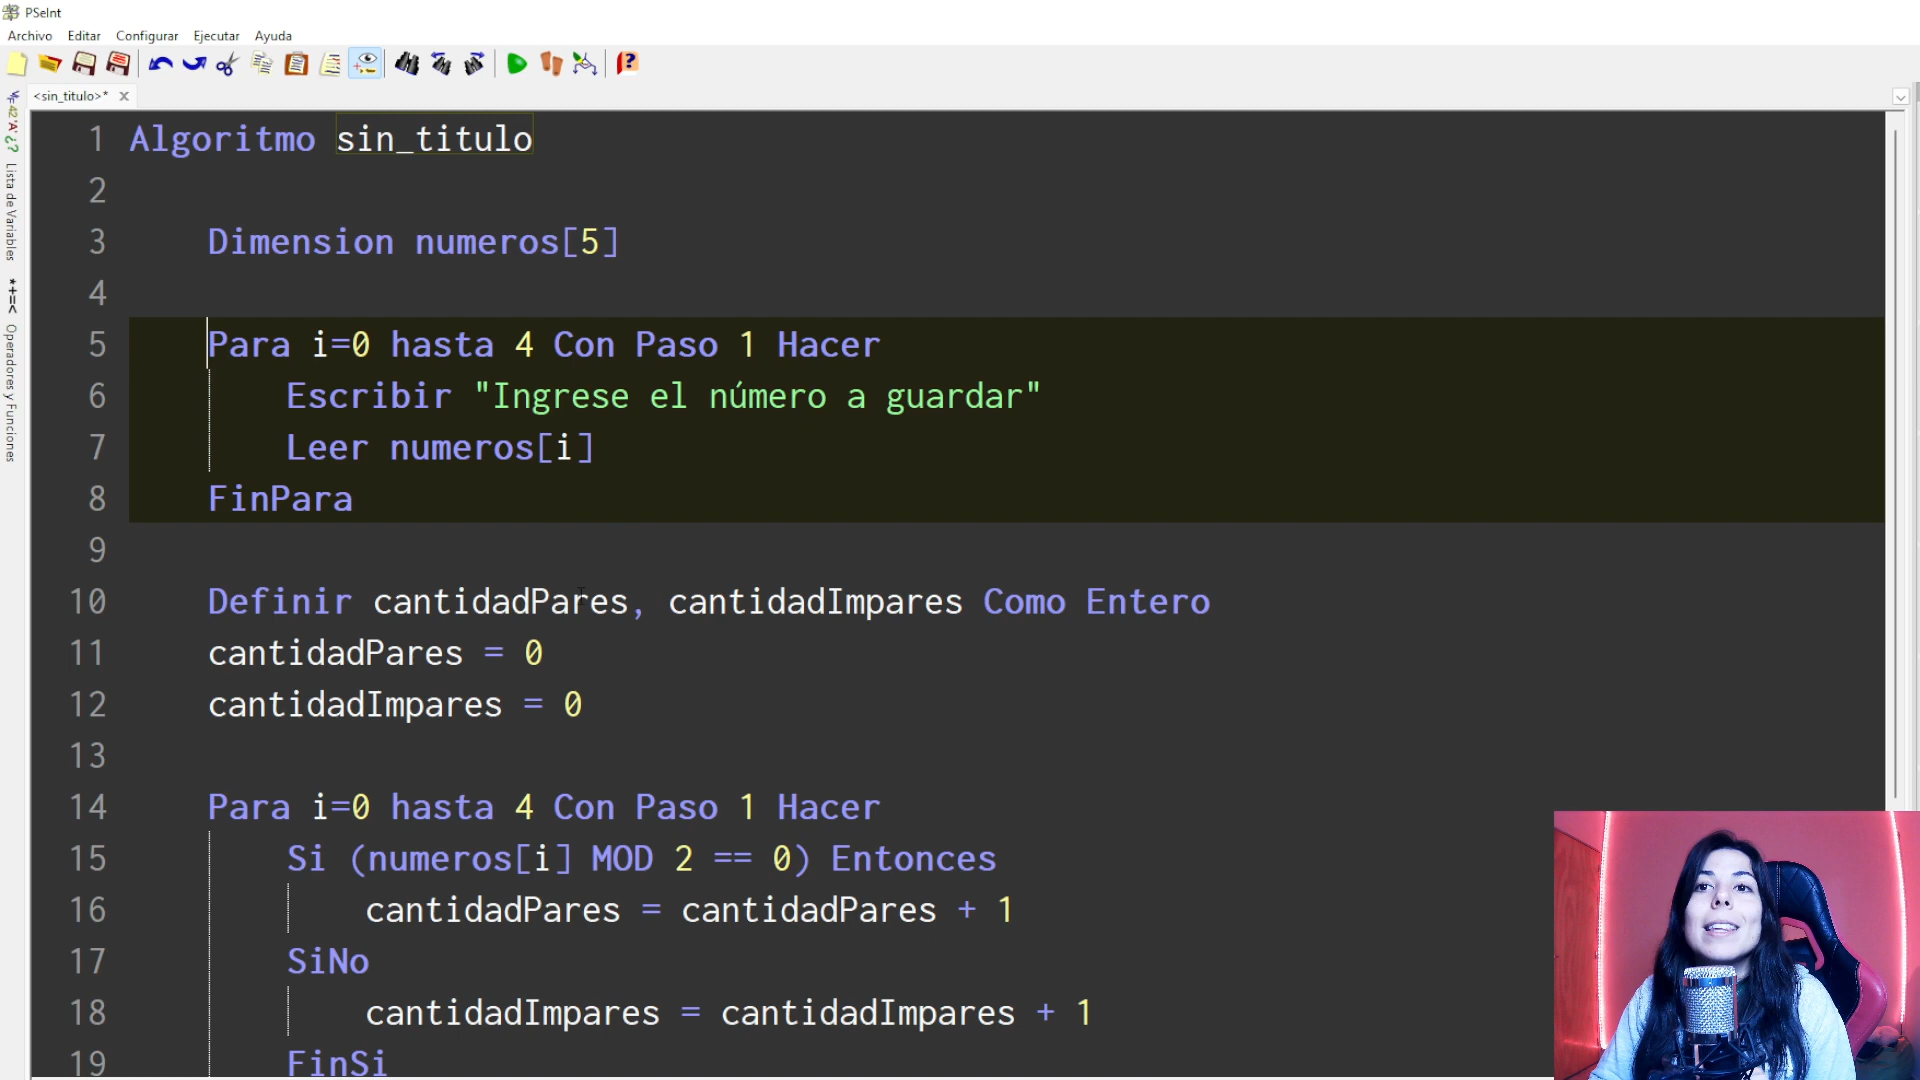 PSeInt
Archivo Editar Configurar Ejecutar Ayuda
<sin_titulo>*
Lista de Variables
Operadores y Funciones
1 Algoritmo sin_titulo
2
3 Dimension numeros[5]
4
5 Para i=0 hasta 4 Con Paso 1 Hacer
6 Escribir "Ingrese el número a guardar"
7 Leer numeros[i]
8 FinPara
9
10 Definir cantidadPares, cantidadImpares Como Entero
11 cantidadPares = 0
12 cantidadImpares = 0
13
14 Para i=0 hasta 4 Con Paso 1 Hacer
15 Si (numeros[i] MOD 2 == 0) Entonces
16 cantidadPares = cantidadPares + 1
17 SiNo
18 cantidadImpares = cantidadImpares + 1
19 FinSi